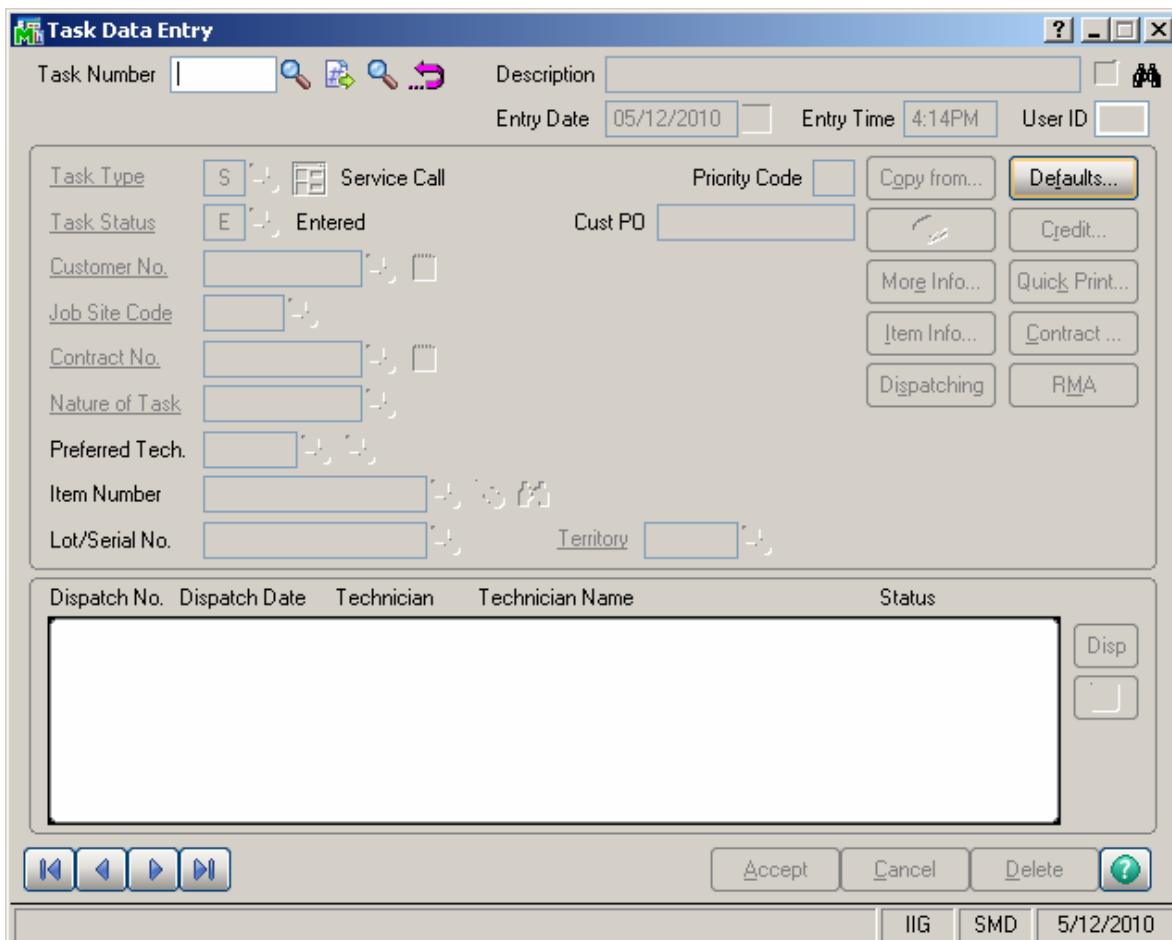 Task Data Entry
Task Number
Description
Entry Date 05/12/2010 Entry Time 4:14PM User ID
Task Type S Service Call Priority Code Copy from... Defaults...
Task Status E Entered Cust PO Credit...
Customer No. More Info... Quick Print...
Job Site Code
Item Info... Contract ...
Contract No.
Dispatching RMA
Nature of Task
Preferred Tech.
Item Number
Lot/Serial No. Territory
Dispatch No. Dispatch Date Technician Technician Name Status
Disp
Accept Cancel Delete ?
IIG SMD 5/12/2010